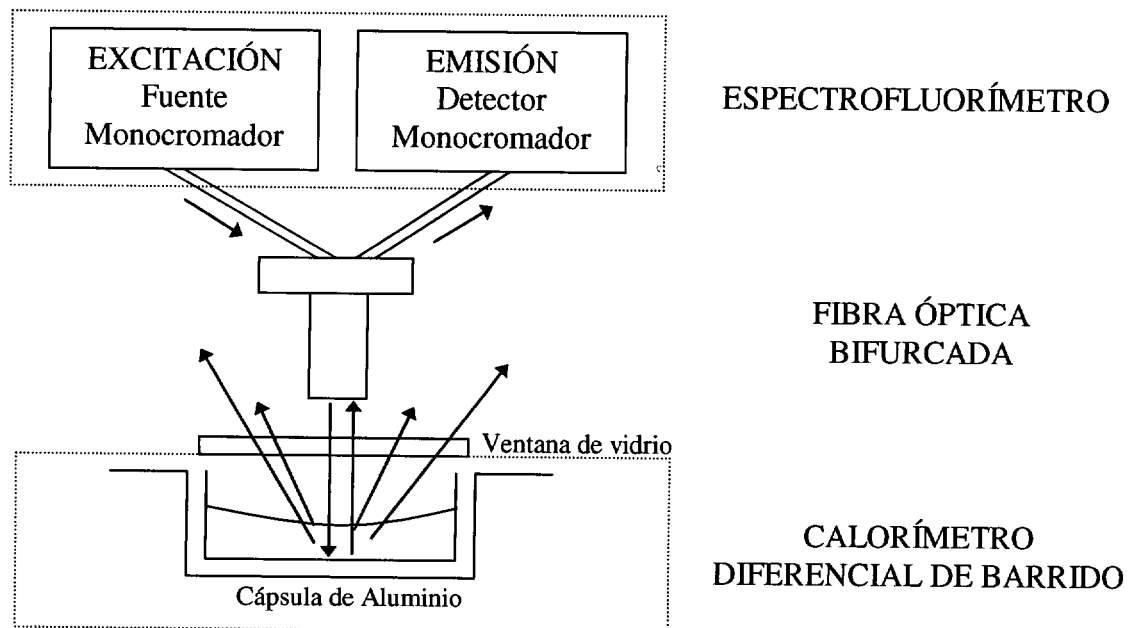 EXCITACIÓN
Fuente
Monocromador
EMISIÓN
Detector
Monocromador
ESPECTROFLUORÍMETRO
FIBRA ÓPTICA
BIFURCADA
Ventana de vidrio
Cápsula de Aluminio
CALORÍMETRO
DIFERENCIAL DE BARRIDO